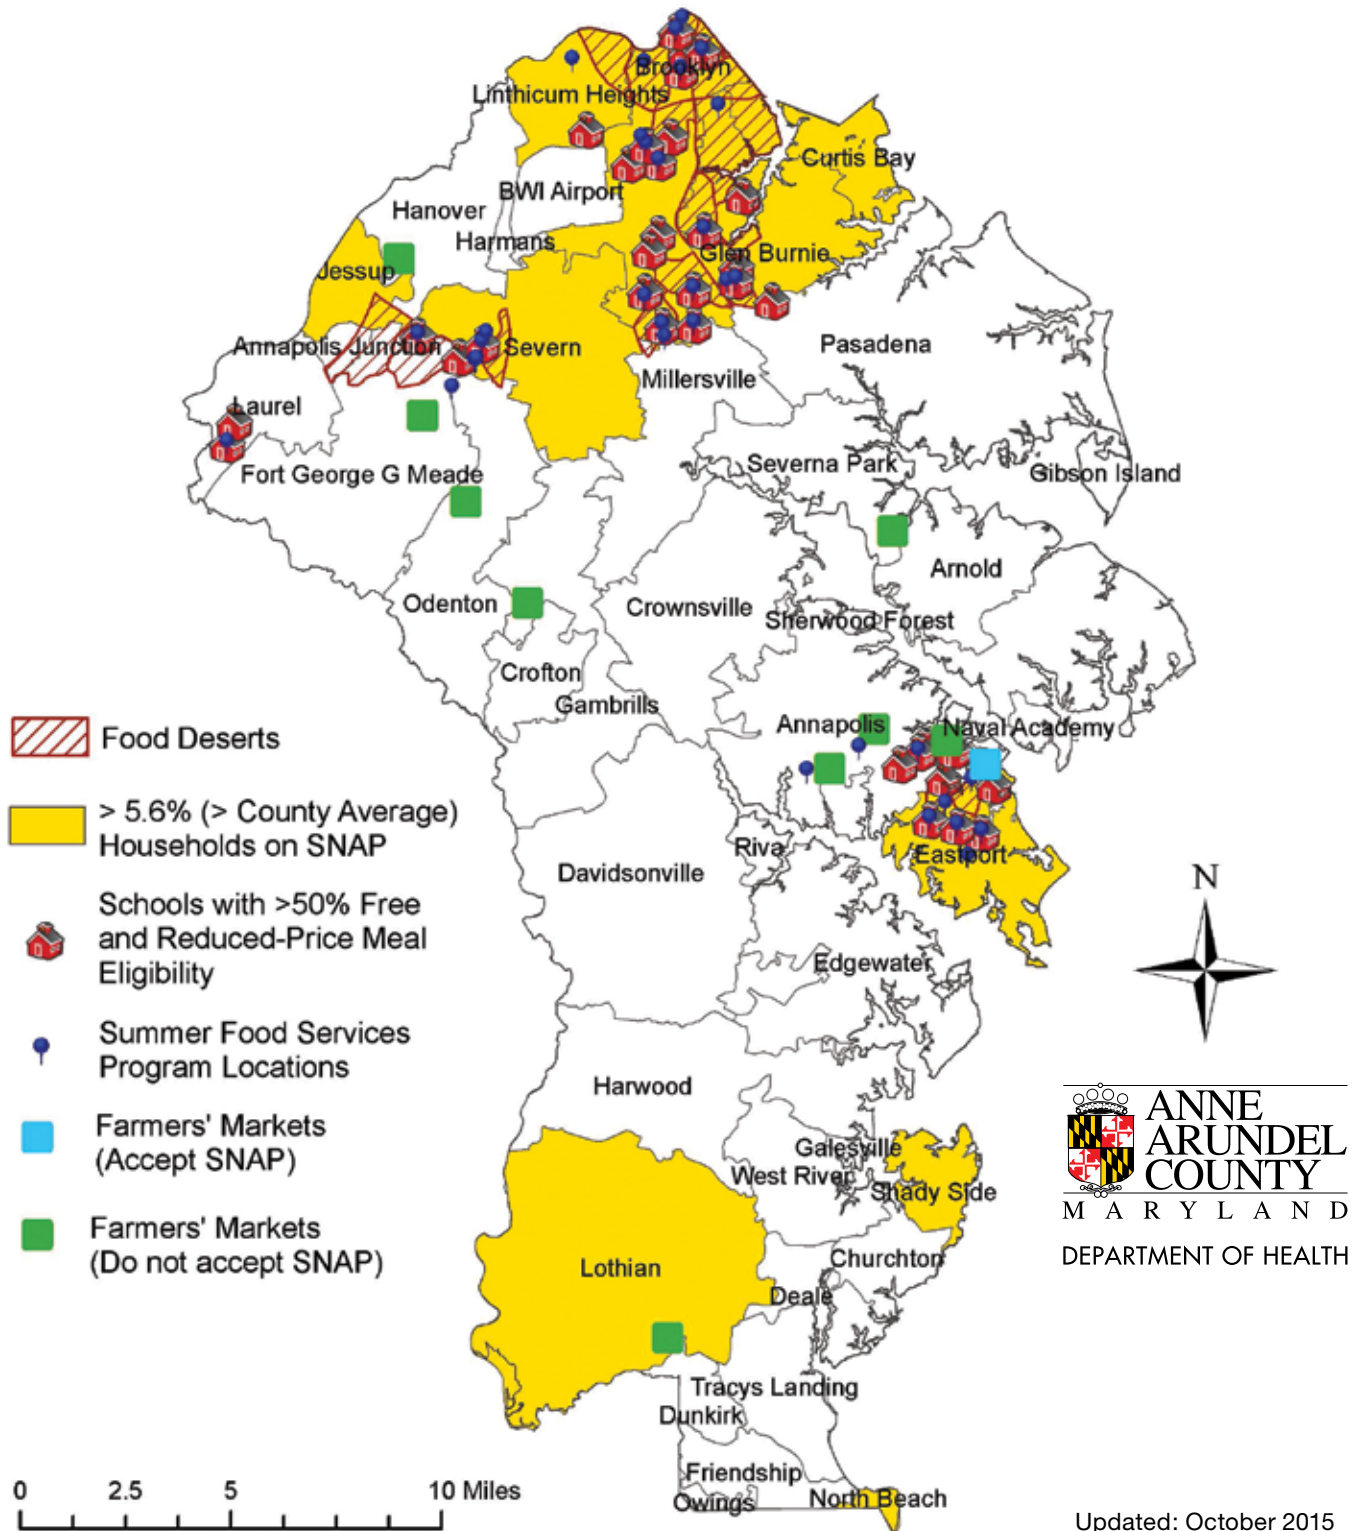 Brooklyn
Linthicum Heights
Curtis Bay
BWI Airport
Hanover
Harmans
Glen Burnie
Jessup
Annapolis Junction
Severn
Pasadena
Millersville
Laurel
Severna Park
Gibson Island
Fort George G Meade
Arnold
Odenton
Crownsville
Sherwood Forest
Crofton
Gambrills
Annapolis
Naval Academy
Riva
Eastport
Davidsonville
Edgewater
Harwood
Galesville
West River
Shady Side
Lothian
Churchton
Deale
Tracys Landing
Dunkirk
Friendship
Owings
North Beach
Food Deserts
> 5.6% (> County Average)
Households on SNAP
Schools with >50% Free
and Reduced-Price Meal
Eligibility
Summer Food Services
Program Locations
Farmers' Markets
(Accept SNAP)
Farmers' Markets
(Do not accept SNAP)
N
ANNE
ARUNDEL
COUNTY
MARYLAND
DEPARTMENT OF HEALTH
0 2.5 5 10 Miles
Updated: October 2015